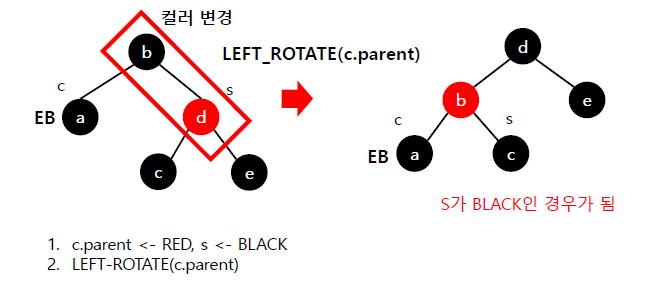 컬러 변경
b
LEFT_ROTATE(c.parent)
c
s
EB
a
d
c
e
d
b
e
c
s
EB
a
c
S가 BLACK인 경우가 됨
1. c.parent <- RED, s <- BLACK
2. LEFT-ROTATE(c.parent)